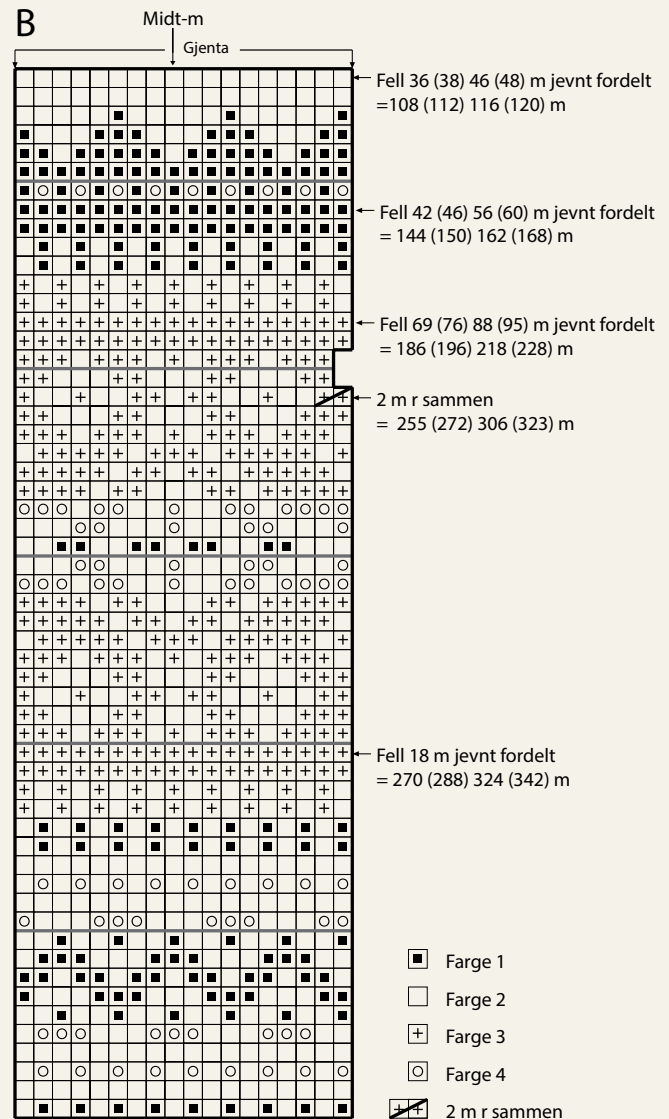 B
Midt-m
Gjenta
Fell 36 (38) 46 (48) m jevnt fordelt
=108 (112) 116 (120) m
Fell 42 (46) 56 (60) m jevnt fordelt
= 144 (150) 162 (168) m
Fell 69 (76) 88 (95) m jevnt fordelt
= 186 (196) 218 (228) m
2 m r sammen
= 255 (272) 306 (323) m
Fell 18 m jevnt fordelt
= 270 (288) 324 (342) m
Farge 1
Farge 2
Farge 3
Farge 4
2 m r sammen